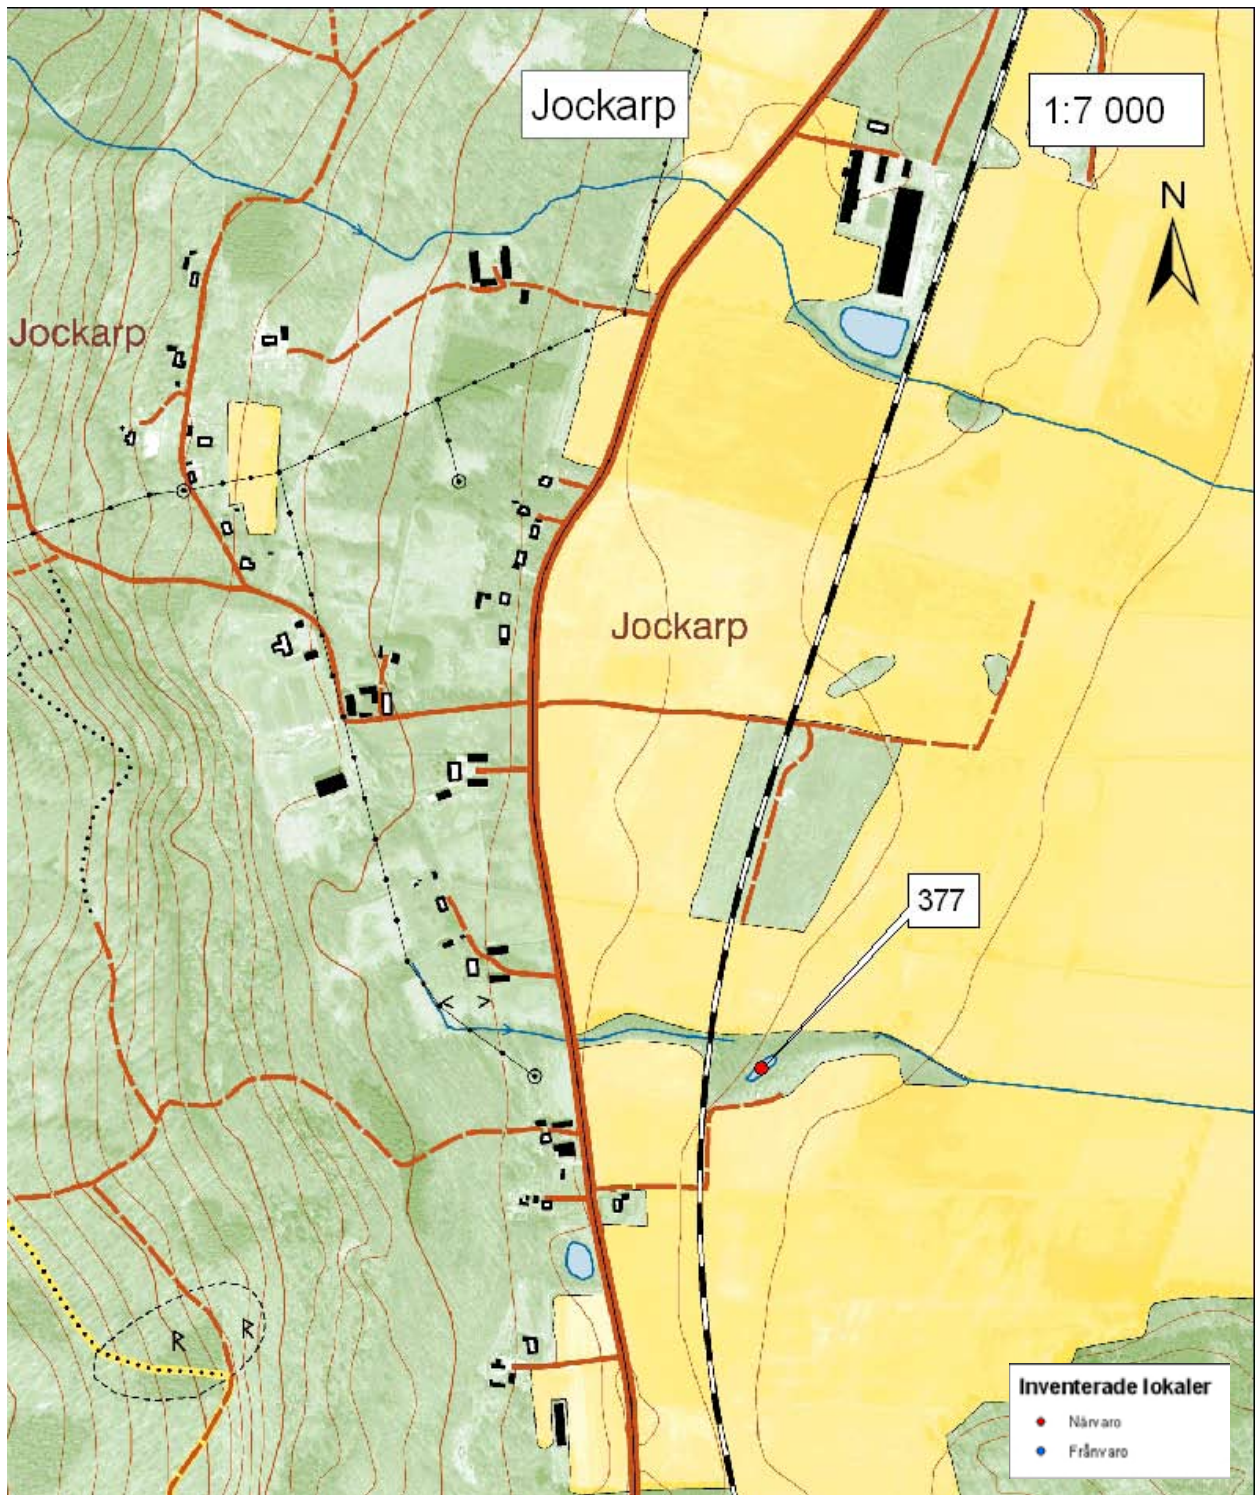 Jockarp
1:7 000
N
Jockarp
Jockarp
377
R
R
Inventerade lokaler
Närvaro
Frånvaro